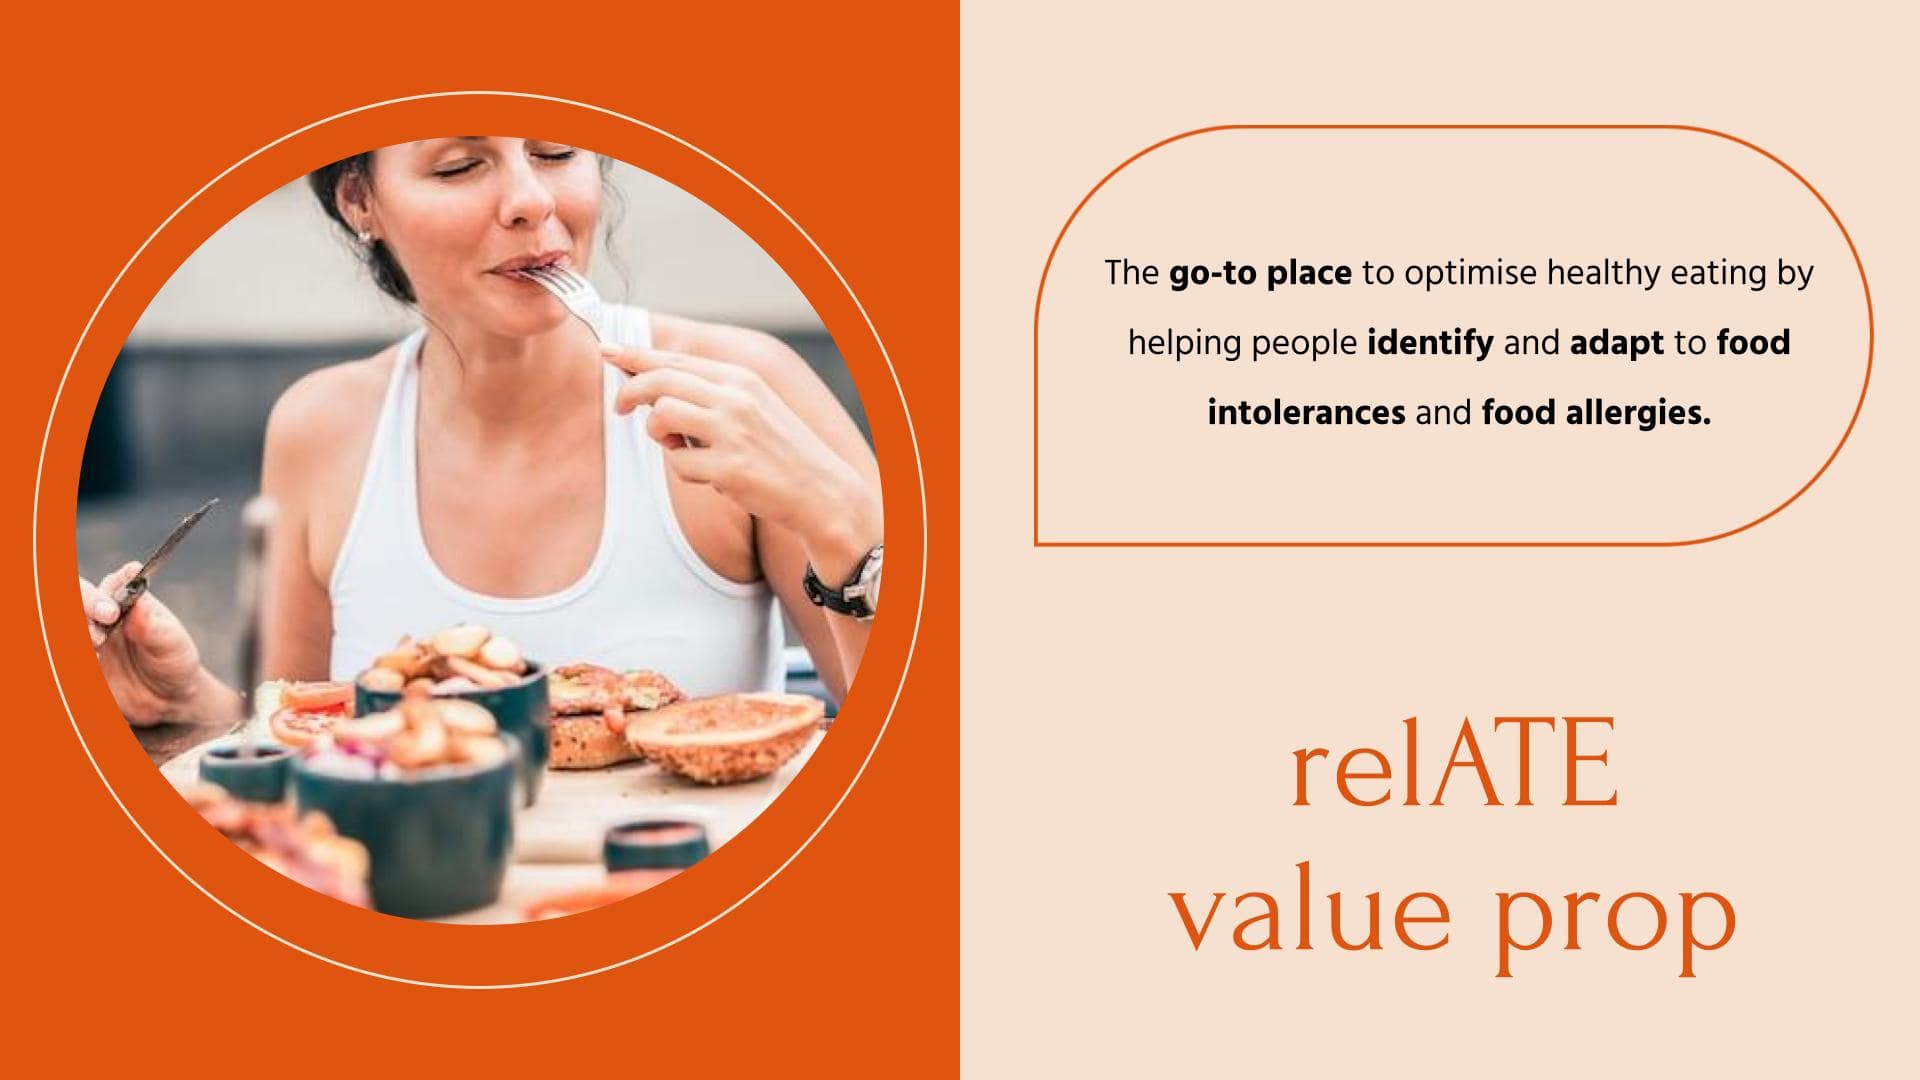 The go-to place to optimise healthy eating by
helping people identify and adapt to food
intolerances and food allergies.
relATE
value prop